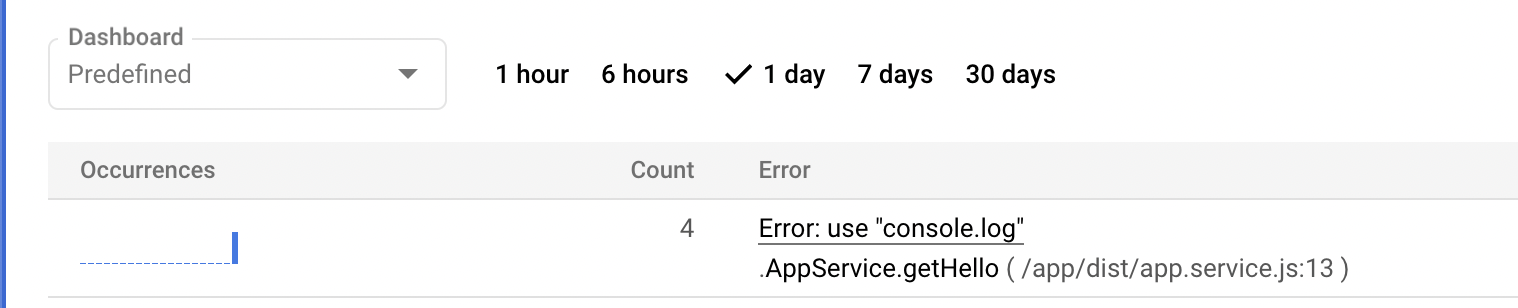 Dashboard
Predefined
1 hour 6 hours 1 day 7 days 30 days
Occurrences Count Error
4 Error: use "console.log"
.AppService.getHello ( /app/dist/app.service.js:13 )